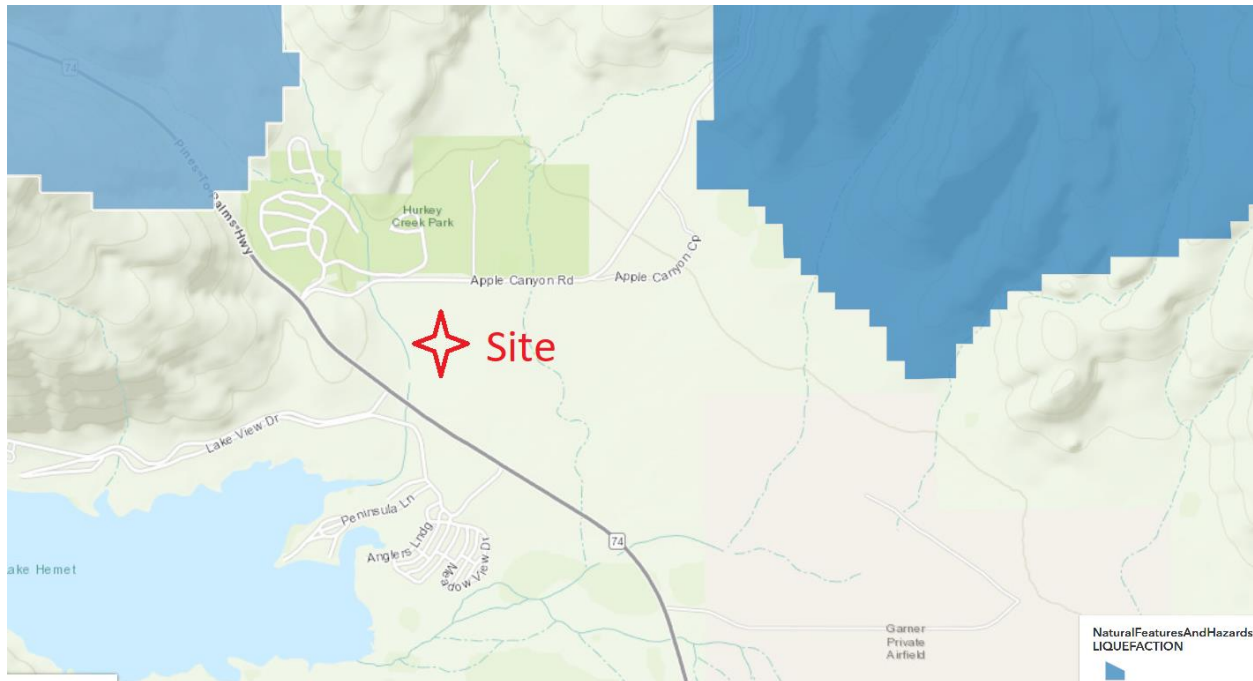 74
Pines-To-Palms-Hwy
Hurkey
Creek Park
Apple Canyon Rd
Apple Canyon Cp
Site
Lake View Dr
Peninsula Ln
Anglers Lndg
Meadow View Dr
74
ake Hemet
Garner
Private
Airfield
NaturalFeaturesAndHazards
LIQUEFACTION